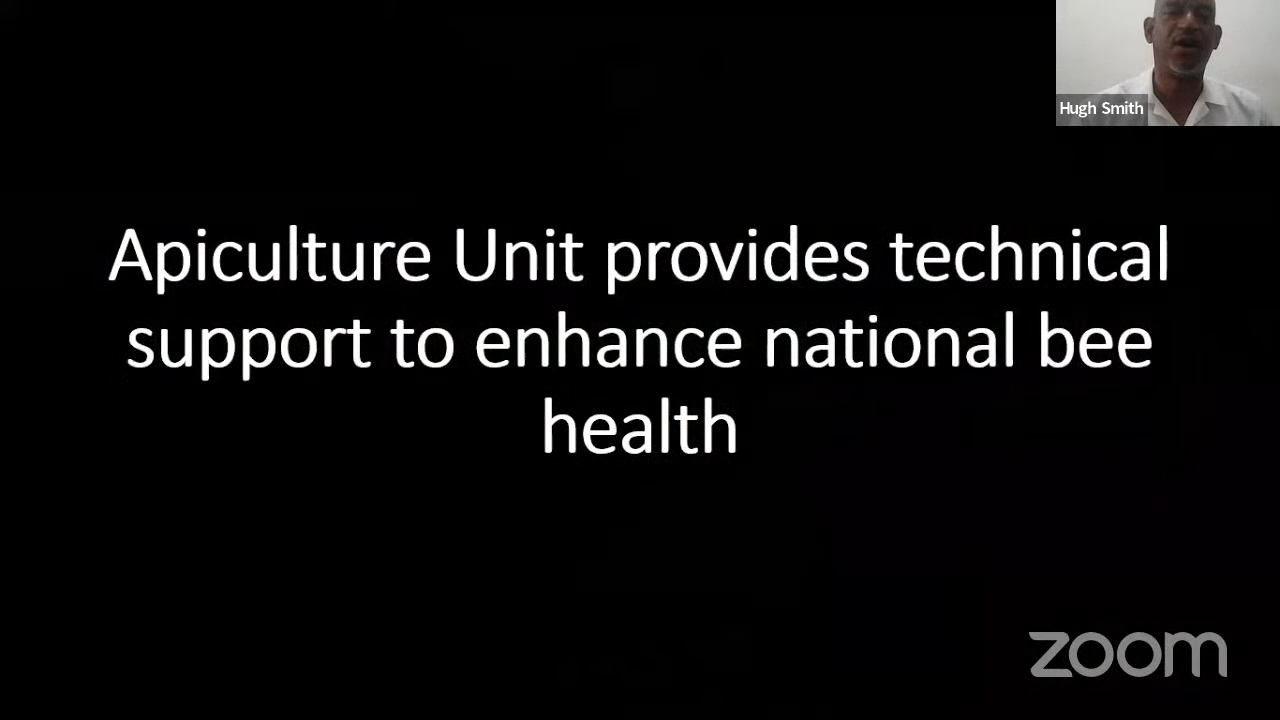 Hugh Smith
Apiculture Unit provides technical
support to enhance national bee
health
zoom